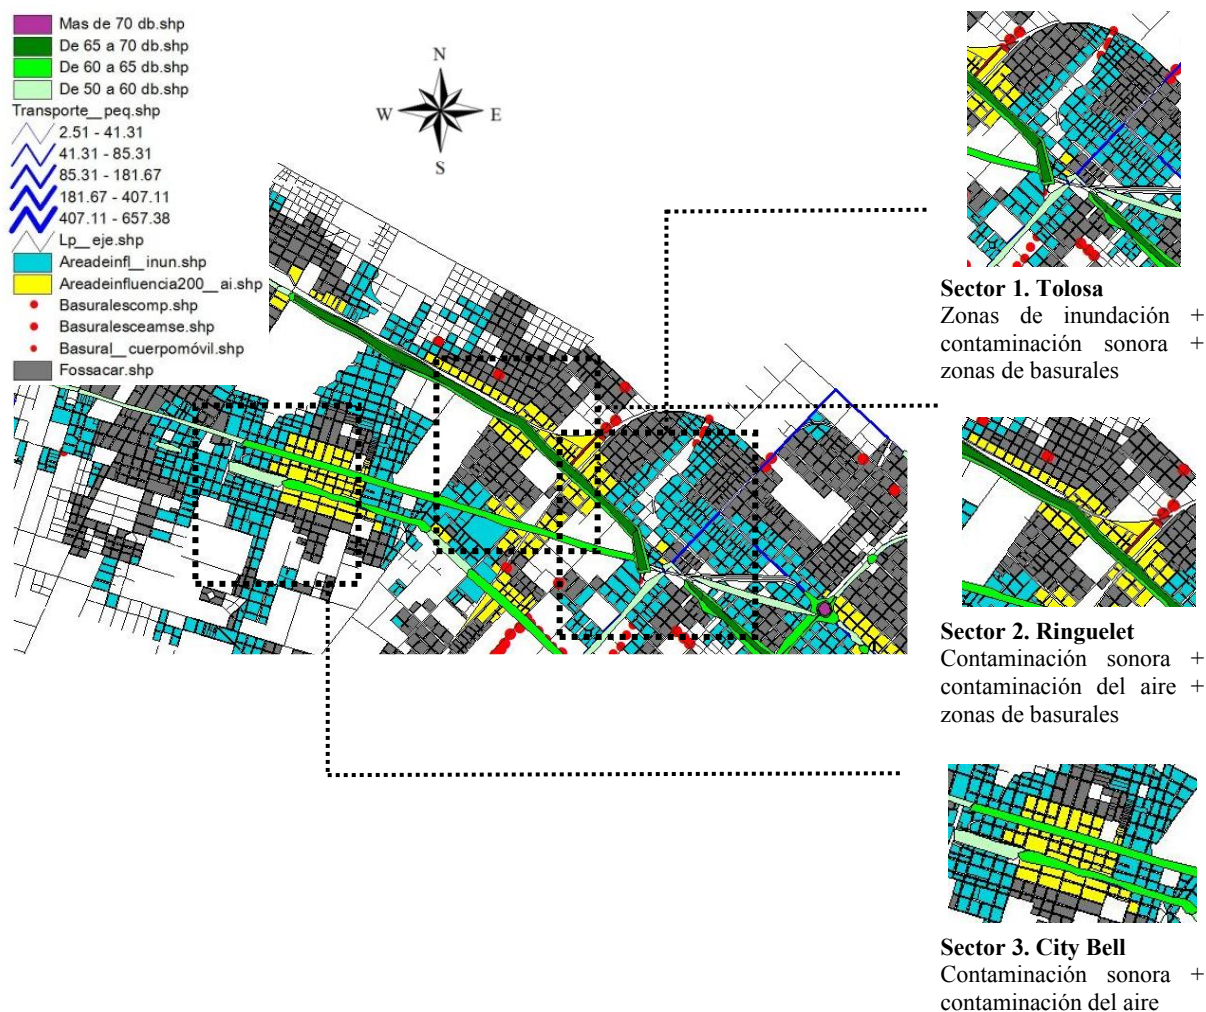 Mas de 70 db.shp
De 65 a 70 db.shp
De 60 a 65 db.shp
De 50 a 60 db.shp
Transporte__peq.shp
2.51 - 41.31
41.31 - 85.31
85.31 - 181.67
181.67 - 407.11
407.11 - 657.38
Lp__eje.shp
Areadeinfl__inun.shp
Areadeinfluencia200__ai.shp
Basuralescomp.shp
Basuralesceamse.shp
Basural__cuerpomóvil.shp
Fossacar.shp
N
W
E
S
Sector 1. Tolosa
Zonas de inundación +
contaminación sonora +
zonas de basurales
Sector 2. Ringuelet
Contaminación sonora +
contaminación del aire +
zonas de basurales
Sector 3. City Bell
Contaminación sonora +
contaminación del aire